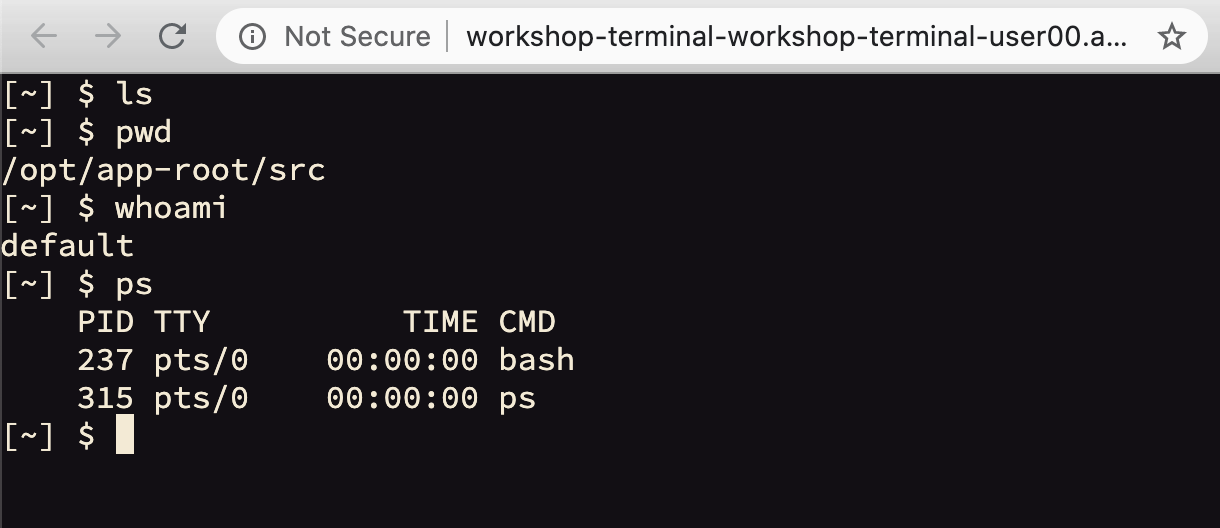 Not Secure workshop-terminal-workshop-terminal-user00.a...
[~] $ ls
[~] $ pwd
/opt/app-root/src
[~] $ whoami
default
[~] $ ps
    PID TTY          TIME CMD
    237 pts/0    00:00:00 bash
    315 pts/0    00:00:00 ps
[~] $